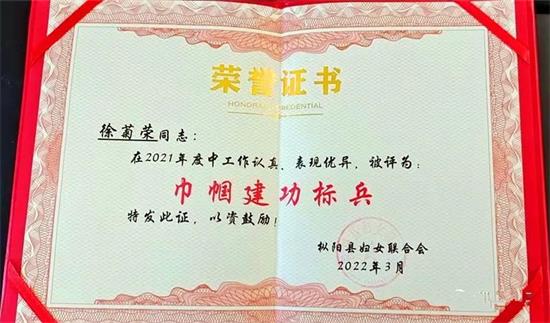 荣誉证书
徐菊荣同志：
在2021年度中工作认真、表现优异，被评为：
巾帼建功标兵
特发此证，以资鼓励！
枞阳县妇女联合会
2022年3月